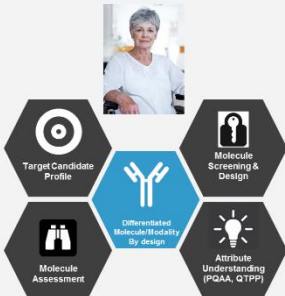 Target Candidate
Profile
Molecule
Screening &
Design
Differentiated
Molecule/Modality
By design
Molecule
Assessment
Attribute
Understanding
(PQAA, QTPP)